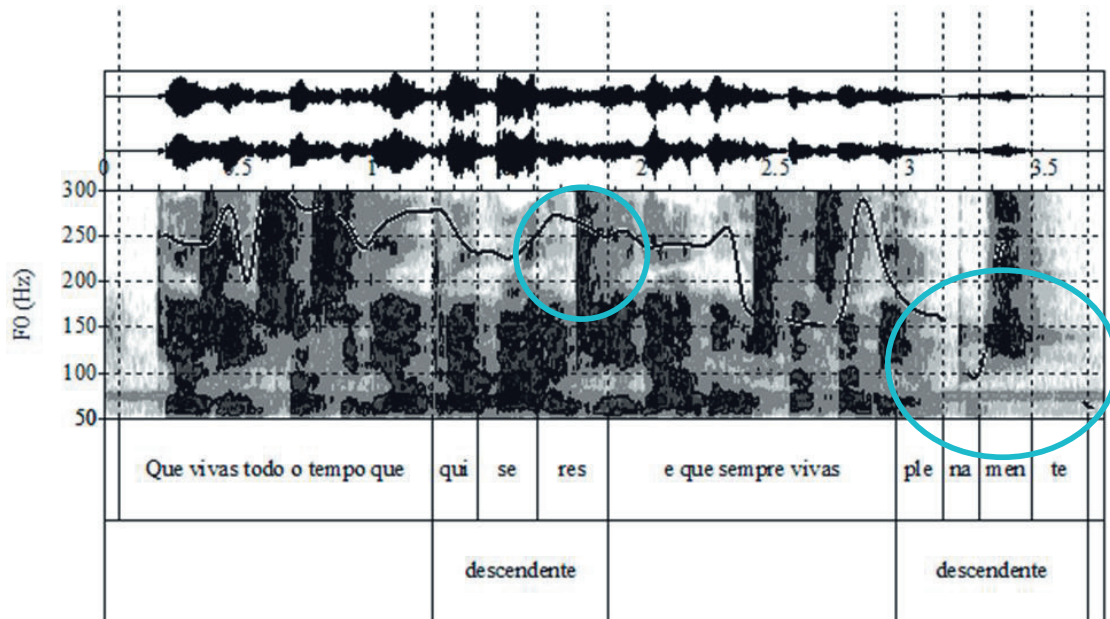 0 0.5 1 1.5 2 2.5 3 3.5
300
250
200
150
100
50
F0 (Hz)
Que vivas todo o tempo que qui se res e que sempre vivas ple na men te
descendente descendente